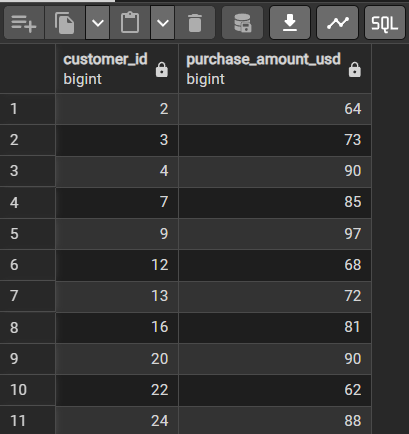 SQL
customer_id purchase_amount_usd
bigint bigint
1 2 64
2 3 73
3 4 90
4 7 85
5 9 97
6 12 68
7 13 72
8 16 81
9 20 90
10 22 62
11 24 88